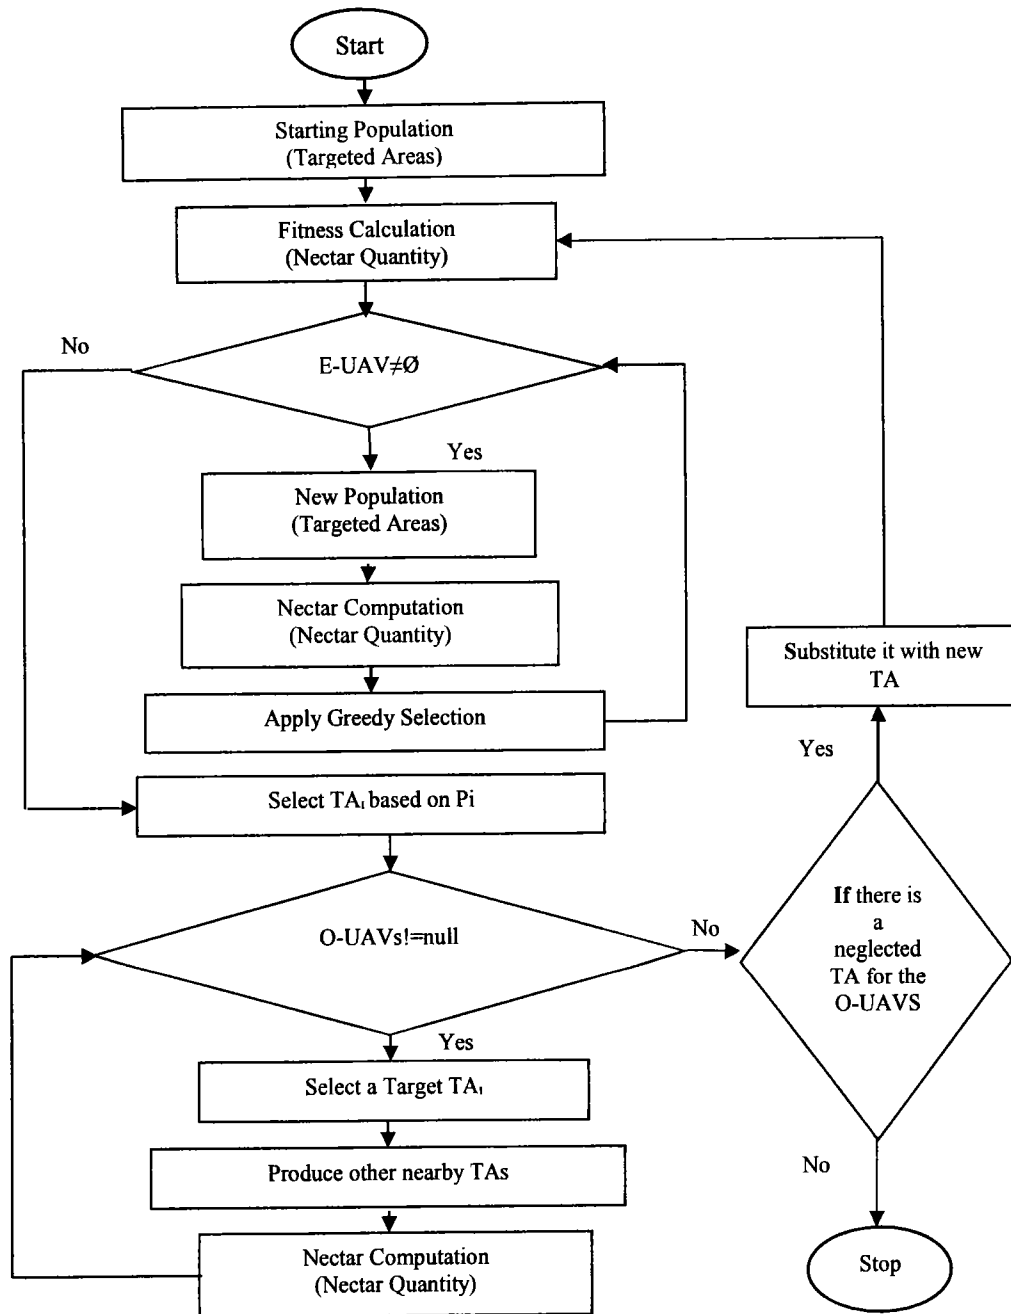 Start
Starting Population
(Targeted Areas)
Fitness Calculation
(Nectar Quantity)
No
E-UAV≠Ø
Yes
New Population
(Targeted Areas)
Nectar Computation
(Nectar Quantity)
Apply Greedy Selection
Select TAᵢ based on Pi
O-UAVs!=null
No
Yes
Select a Target TAᵢ
Produce other nearby TAs
Nectar Computation
(Nectar Quantity)
Substitute it with new
TA
Yes
If there is
a
neglected
TA for the
O-UAVS
No
Stop